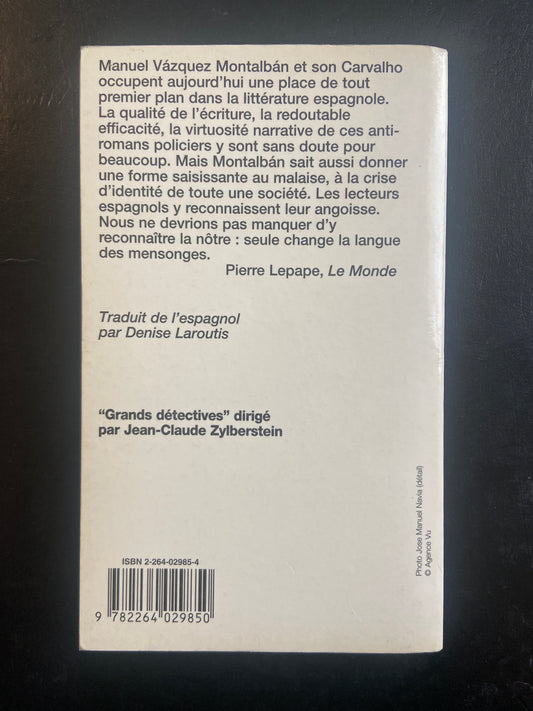 Manuel Vázquez Montalbán et son Carvalho
occupent aujourd'hui une place de tout
premier plan dans la littérature espagnole.
La qualité de l'écriture, la redoutable
efficacité, la virtuosité narrative de ces anti-
romans policiers y sont sans doute pour
beaucoup. Mais Montalbán sait aussi donner
une forme saisissante au malaise, à la crise
d'identité de toute une société. Les lecteurs
espagnols y reconnaissent leur angoisse.
Nous ne devrions pas manquer d'y
reconnaître la nôtre : seule change la langue
des mensonges.
Pierre Lepape, Le Monde
Traduit de l'espagnol
par Denise Laroutis
“Grands détectives” dirigé
par Jean-Claude Zylberstein
Photo Jose Manuel Navia (détail)
© Agence Vu
ISBN 2-264-02985-4
9 782264 029850